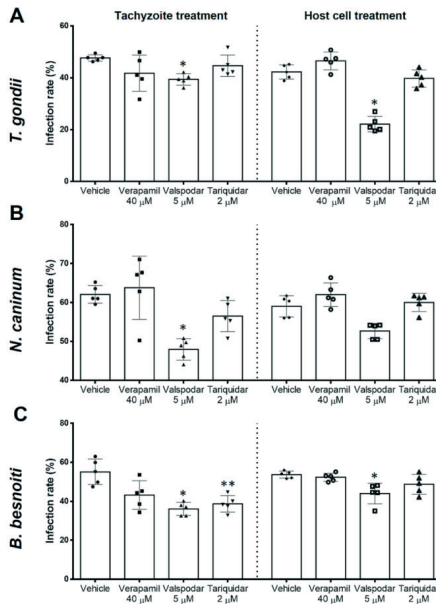 A
Tachyzoite treatment
Host cell treatment
T. gondii
Infection rate (%)
60
40
20
0
*
*
Vehicle
Verapamil
40 μM
Valspodar
5 μM
Tariquidar
2 μM
Vehicle
Verapamil
40 μM
Valspodar
5 μM
Tariquidar
2 μM
B
N. caninum
Infection rate (%)
80
70
60
50
40
*
Vehicle
Verapamil
40 μM
Valspodar
5 μM
Tariquidar
2 μM
Vehicle
Verapamil
40 μM
Valspodar
5 μM
Tariquidar
2 μM
C
B. besnoiti
Infection rate (%)
80
60
40
20
0
*
**
*
Vehicle
Verapamil
40 μM
Valspodar
5 μM
Tariquidar
2 μM
Vehicle
Verapamil
40 μM
Valspodar
5 μM
Tariquidar
2 μM